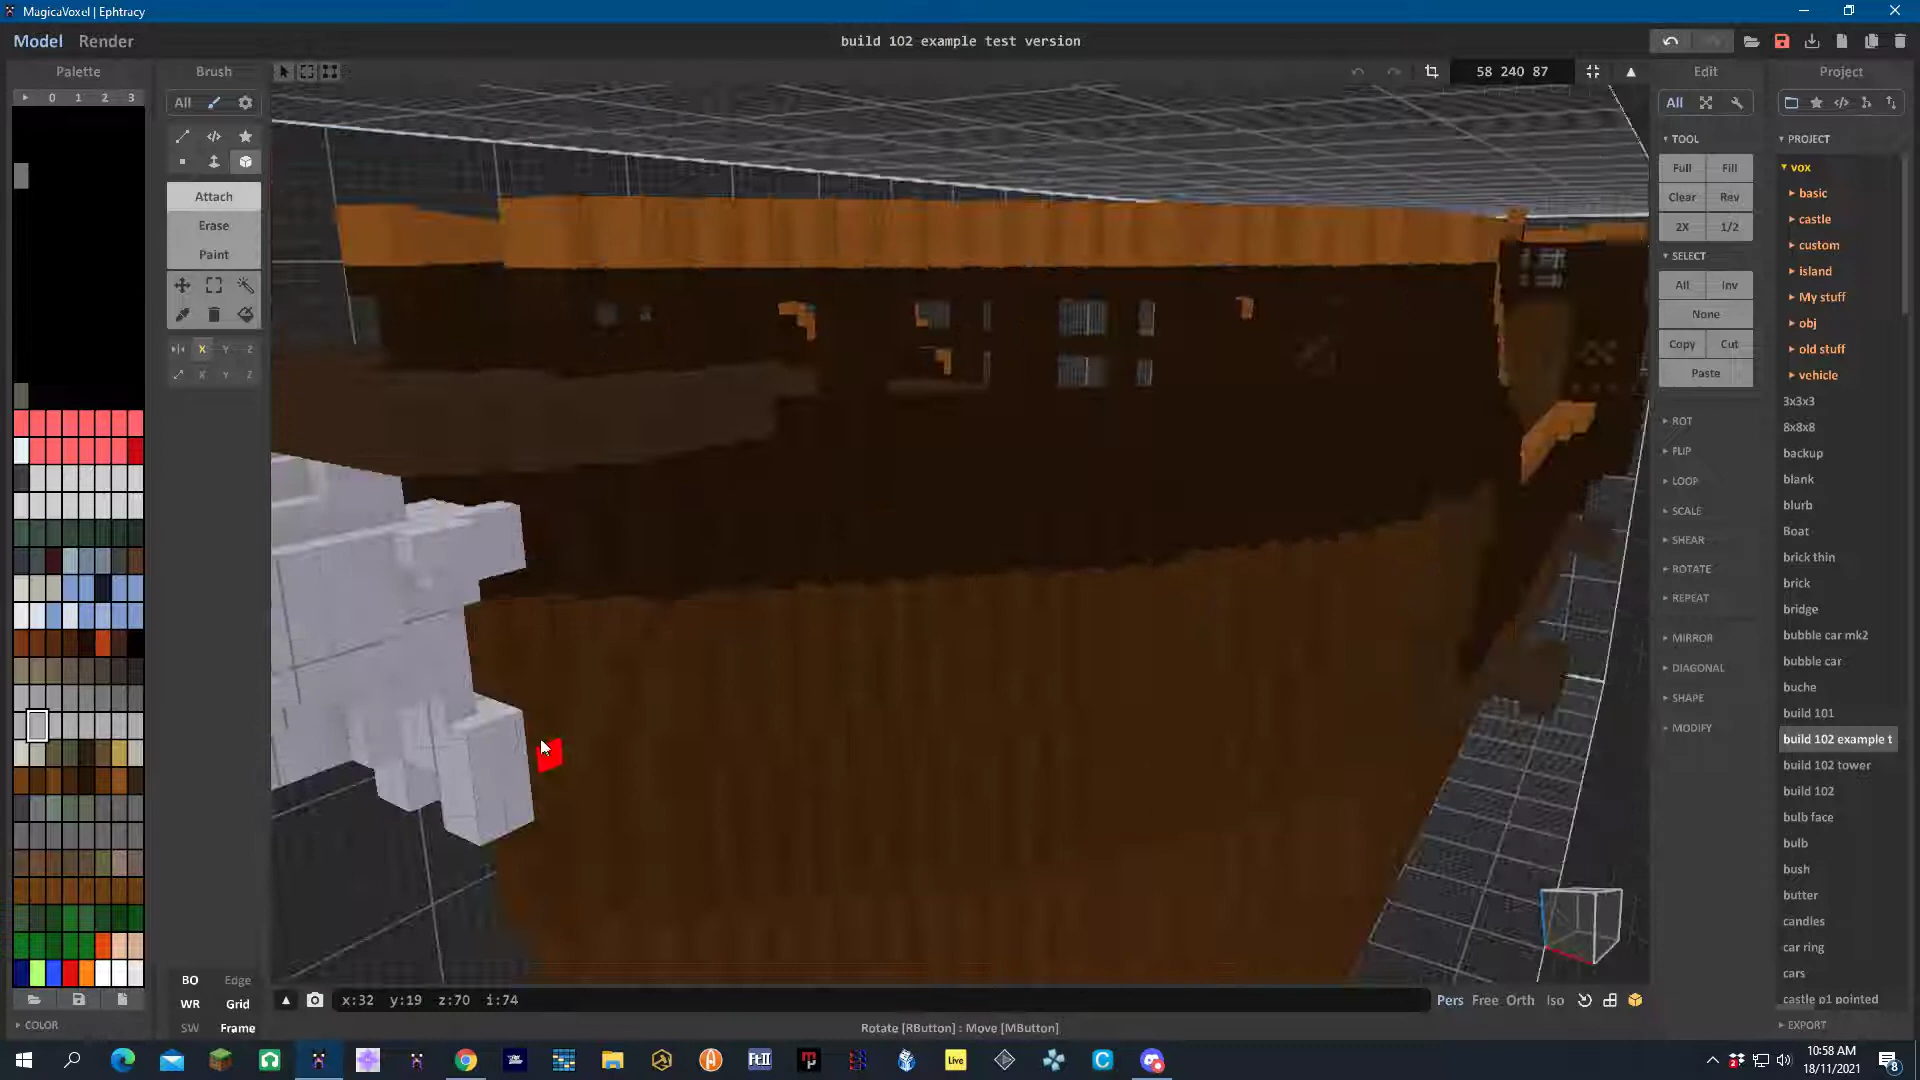 MagicaVoxel | Ephtracy
Model Render
build 102 example test version
Palette
Brush
58 240 87
Edit
Project
0 1 2 3
All
All
TOOL
PROJECT
Full Fill
vox
Attach
Clear Rev
basic
Erase
2X 1/2
castle
Paint
SELECT
custom
All Inv
island
None
My stuff
obj
X Y Z
Copy Cut
old stuff
X Y Z
Paste
vehicle
3x3x3
ROT
8x8x8
FLIP
backup
LOOP
blank
SCALE
blurb
SHEAR
Boat
ROTATE
brick thin
REPEAT
brick
bridge
MIRROR
bubble car mk2
DIAGONAL
bubble car
SHAPE
buche
MODIFY
build 101
build 102 example t
build 102 tower
build 102
bulb face
bulb
bush
butter
candles
car ring
cars
castle p1 pointed
BO Edge
WR Grid
SW Frame
x:32 y:19 z:70 i:74
Pers Free Orth Iso
COLOR
Rotate [RButton] : Move [MButton]
EXPORT
Ft-II
Live
10:58 AM
18/11/2021
8